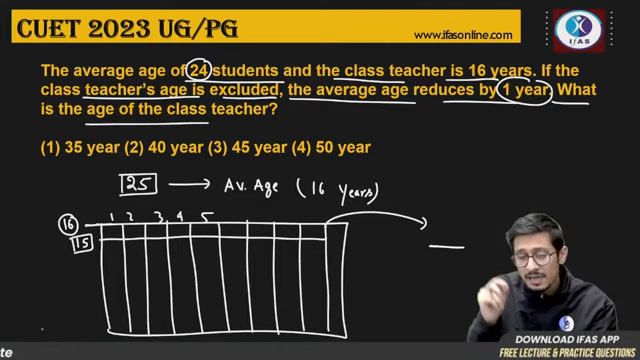 CUET 2023 UG/PG
www.ifasonline.com
iFAS
The average age of 24 students and the class teacher is 16 years. If the
class teacher's age is excluded, the average age reduces by 1 year. What
is the age of the class teacher?
(1) 35 year (2) 40 year (3) 45 year (4) 50 year
25 → Av. Age (16 years)
16 1 2 3 4 5
15
DOWNLOAD IFAS APP
FREE LECTURE & PRACTICE QUESTIONS